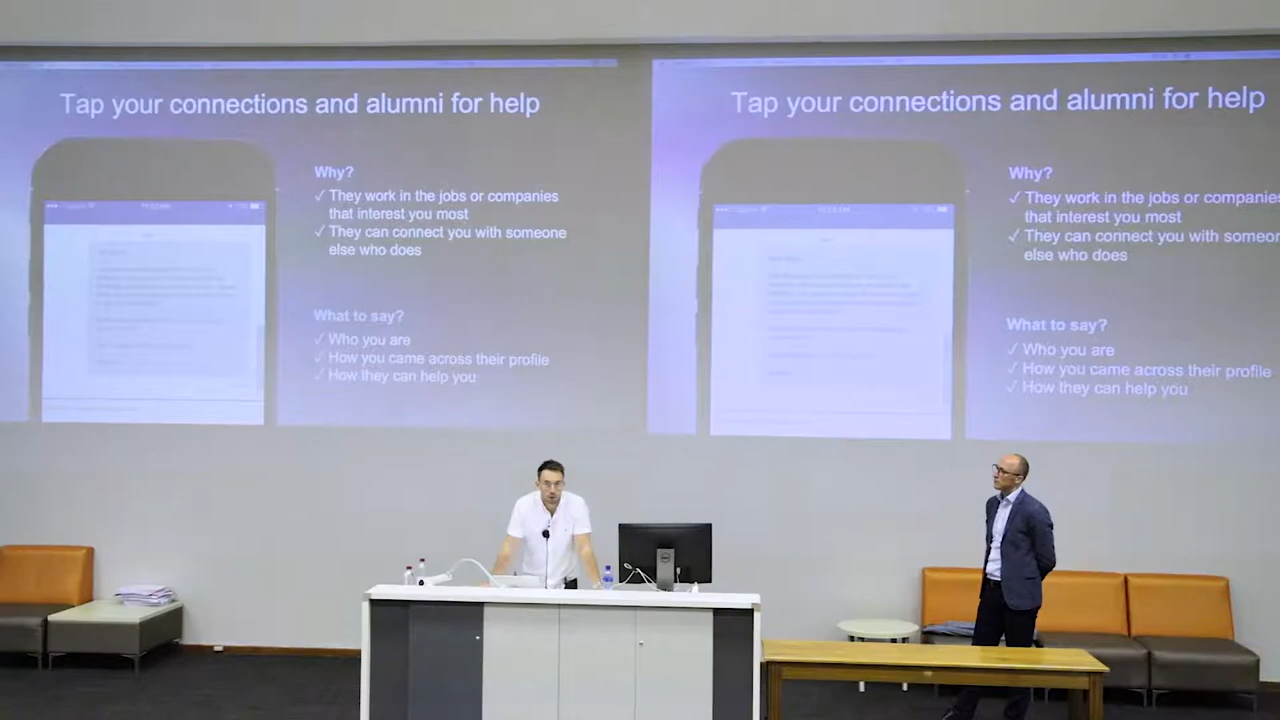 Tap your connections and alumni for help
Why?
✓ They work in the jobs or companies
that interest you most
✓ They can connect you with someone
else who does
What to say?
✓ Who you are
✓ How you came across their profile
✓ How they can help you
Tap your connections and alumni for help
Why?
✓ They work in the jobs or companies
that interest you most
✓ They can connect you with someon
else who does
What to say?
✓ Who you are
✓ How you came across their profile
✓ How they can help you
DELL